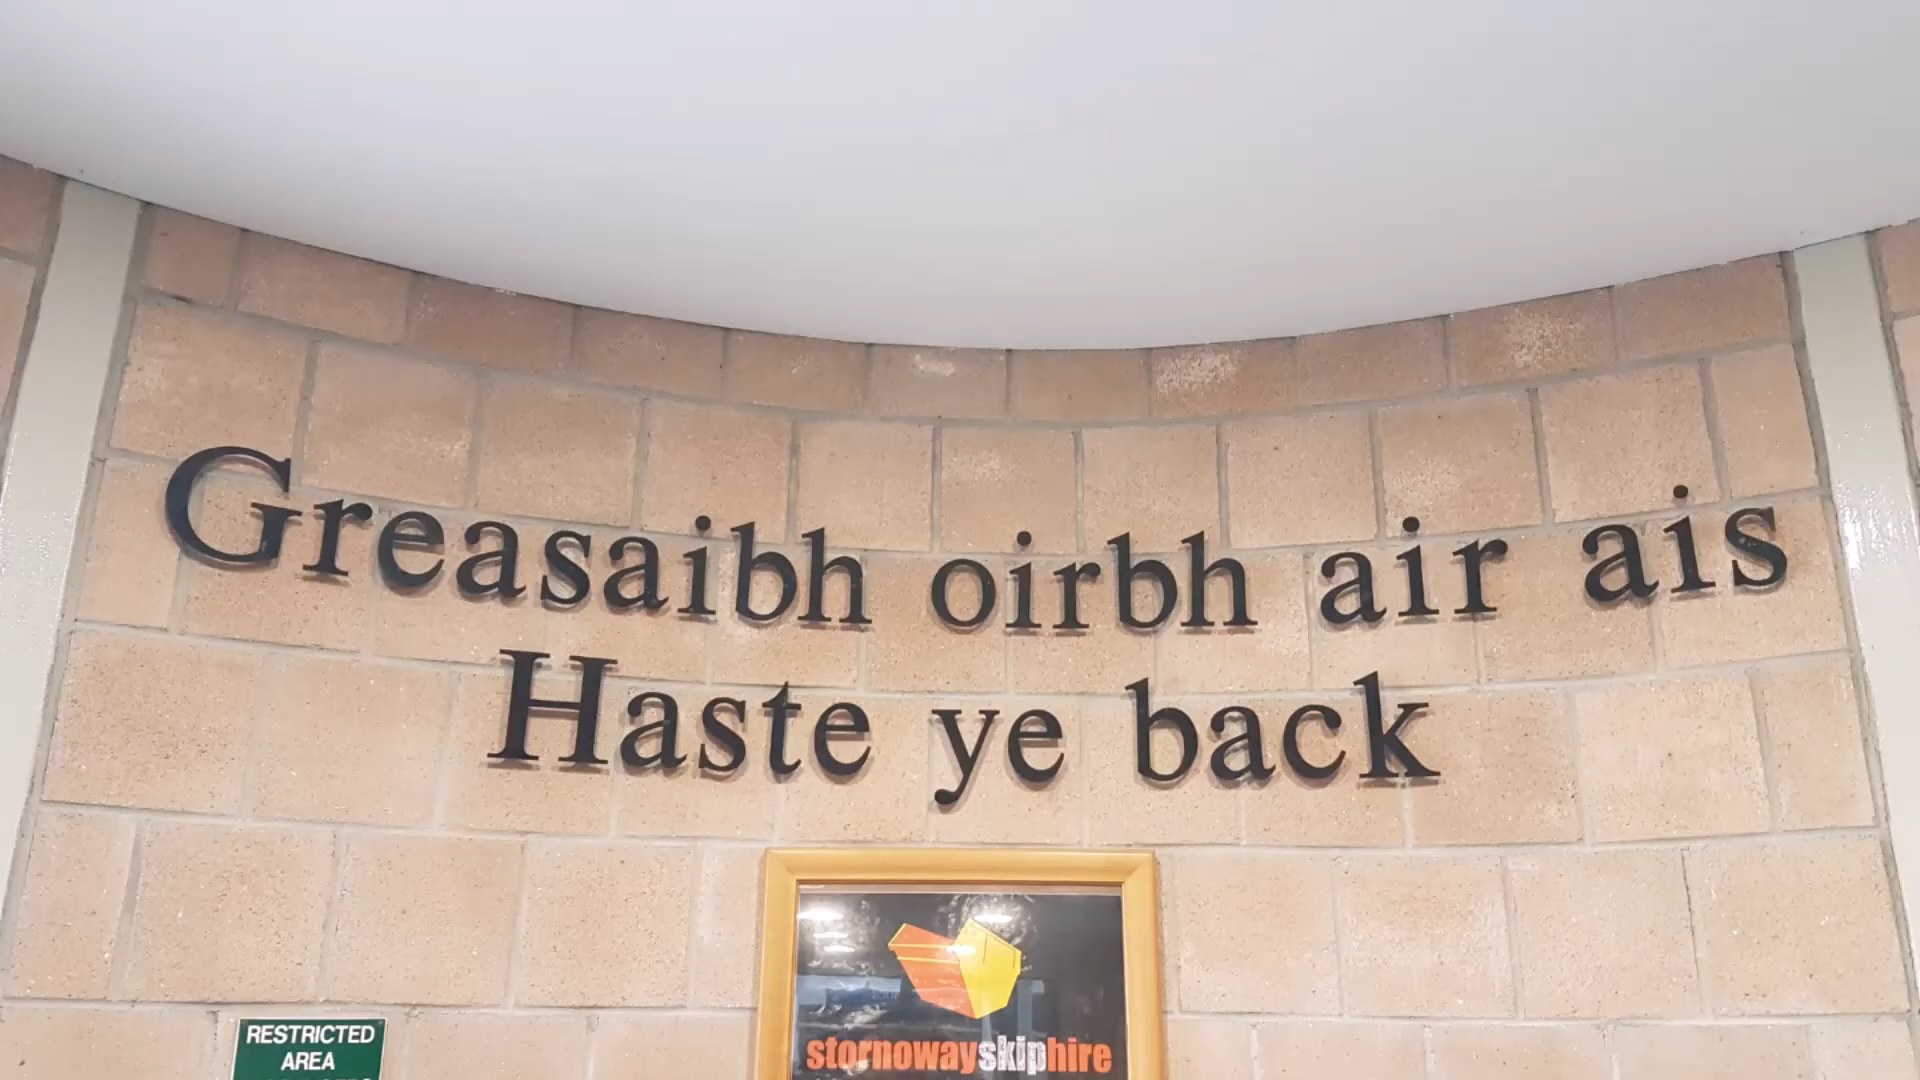 Greasaibh oirbh air ais
Haste ye back
stornowayskiphire
RESTRICTED
AREA